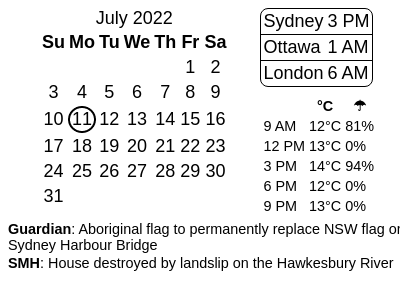 July 2022
Su Mo Tu We Th Fr Sa
1 2
3 4 5 6 7 8 9
10 11 12 13 14 15 16
17 18 19 20 21 22 23
24 25 26 27 28 29 30
31
Sydney 3 PM
Ottawa 1 AM
London 6 AM
°C ☂
9 AM 12°C 81%
12 PM 13°C 0%
3 PM 14°C 94%
6 PM 12°C 0%
9 PM 13°C 0%
Guardian: Aboriginal flag to permanently replace NSW flag on
Sydney Harbour Bridge
SMH: House destroyed by landslip on the Hawkesbury River